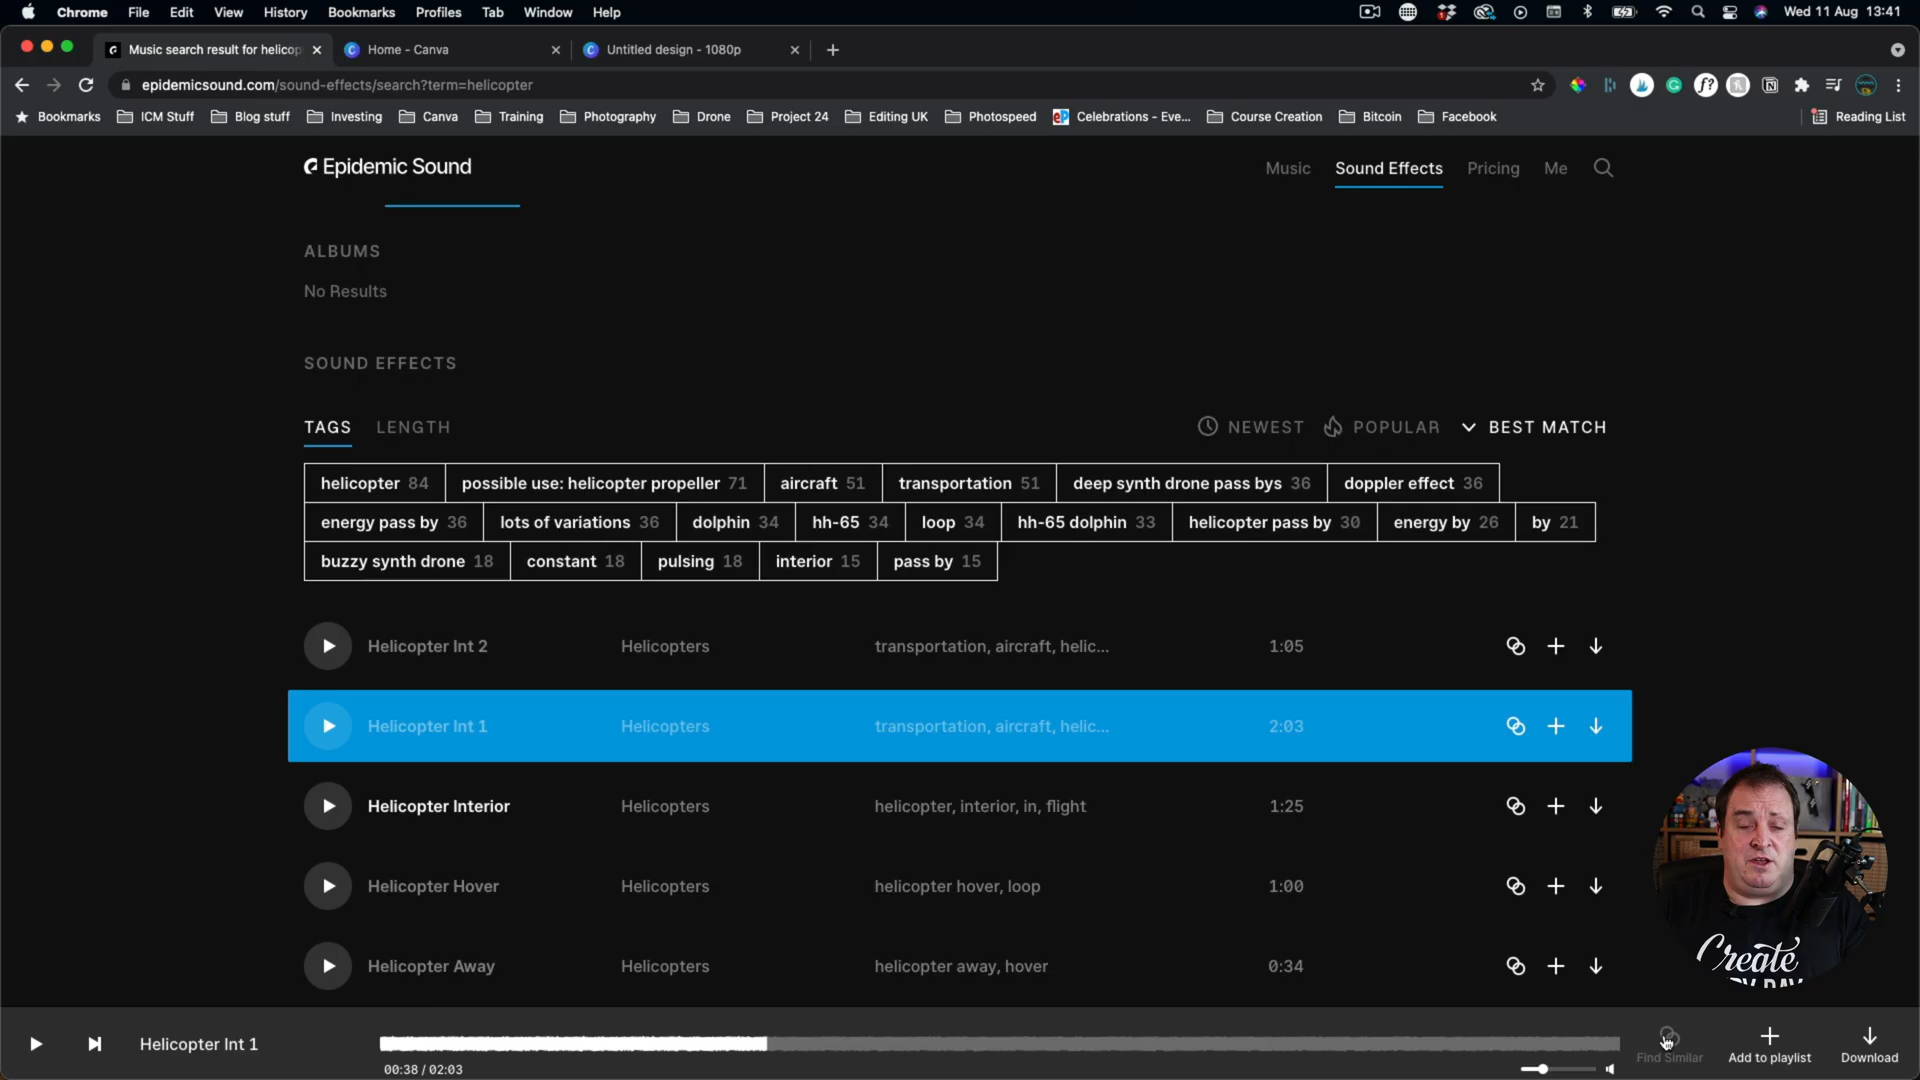 Chrome File Edit View History Bookmarks Profiles Tab Window Help Wed 11 Aug 13:41
Music search result for helicop Home - Canva Untitled design - 1080p
epidemicsound.com/sound-effects/search?term=helicopter
Bookmarks ICM Stuff Blog stuff Investing Canva Training Photography Drone Project 24 Editing UK Photospeed Celebrations - Eve... Course Creation Bitcoin Facebook Reading List
Epidemic Sound Music Sound Effects Pricing Me
ALBUMS
No Results
SOUND EFFECTS
TAGS LENGTH NEWEST POPULAR BEST MATCH
helicopter 84 possible use: helicopter propeller 71 aircraft 51 transportation 51 deep synth drone pass bys 36 doppler effect 36
energy pass by 36 lots of variations 36 dolphin 34 hh-65 34 loop 34 hh-65 dolphin 33 helicopter pass by 30 energy by 26 by 21
buzzy synth drone 18 constant 18 pulsing 18 interior 15 pass by 15
Helicopter Int 2 Helicopters transportation, aircraft, helic... 1:05
Helicopter Int 1 Helicopters transportation, aircraft, helic... 2:03
Helicopter Interior Helicopters helicopter, interior, in, flight 1:25
Helicopter Hover Helicopters helicopter hover, loop 1:00
Helicopter Away Helicopters helicopter away, hover 0:34
Create
Helicopter Int 1
00:38 / 02:03
Find Similar Add to playlist Download